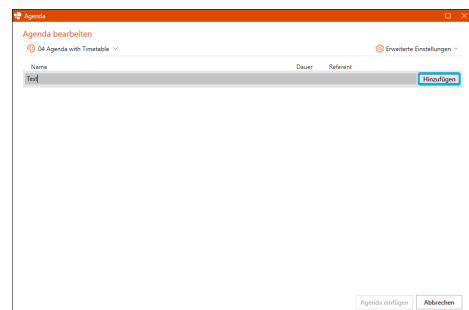 Agenda
Agenda bearbeiten
04 Agenda with Timetable
Erweiterte Einstellungen
Name Dauer Referent
Test Hinzufügen
Agenda einfügen Abbrechen